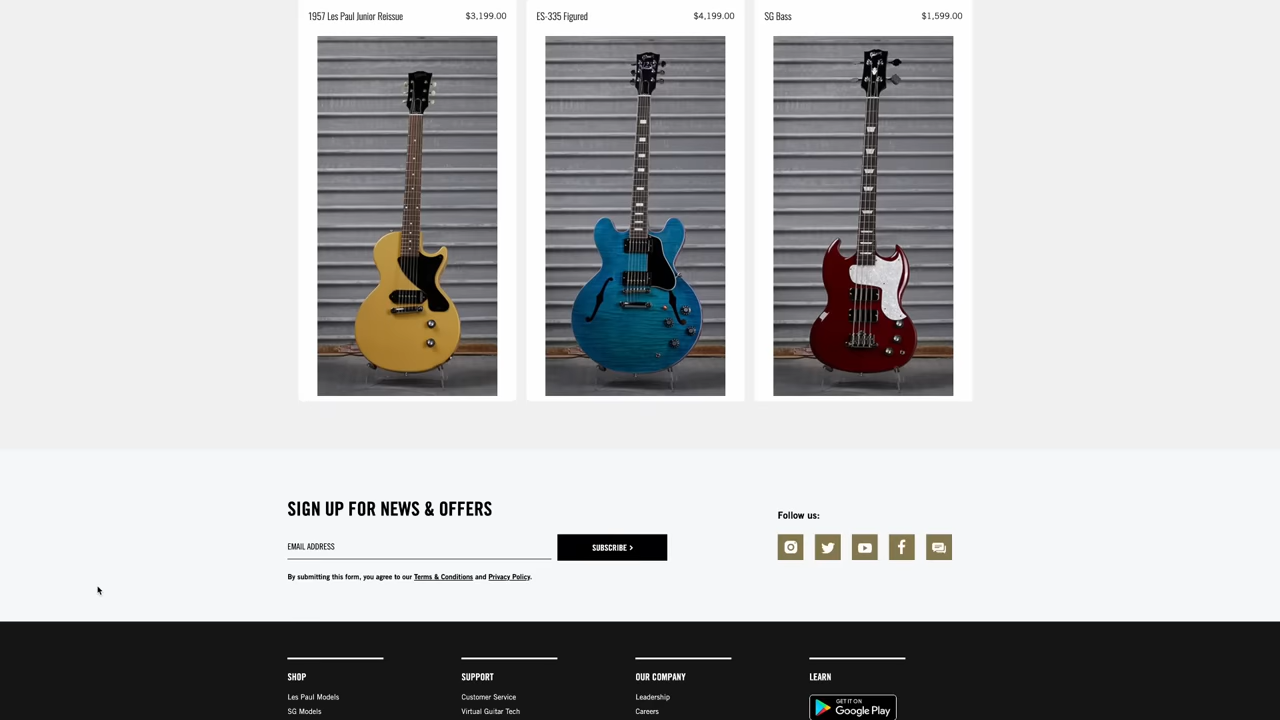 1957 Les Paul Junior Reissue $3,199.00
ES-335 Figured $4,199.00
SG Bass $1,599.00
SIGN UP FOR NEWS & OFFERS
EMAIL ADDRESS
SUBSCRIBE >
By submitting this form, you agree to our Terms & Conditions and Privacy Policy.
Follow us:
SHOP
Les Paul Models
SG Models
SUPPORT
Customer Service
Virtual Guitar Tech
OUR COMPANY
Leadership
Careers
LEARN
GET IT ON
Google Play